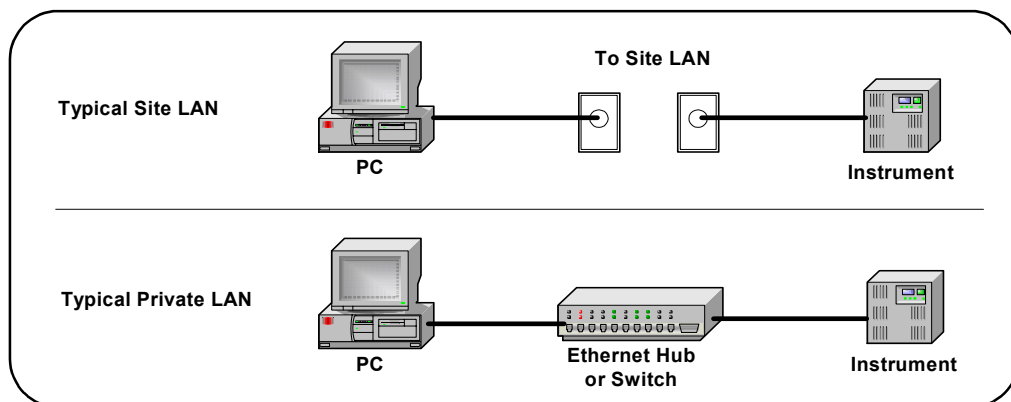 To Site LAN
Typical Site LAN
PC
Instrument
Typical Private LAN
PC
Ethernet Hub
or Switch
Instrument